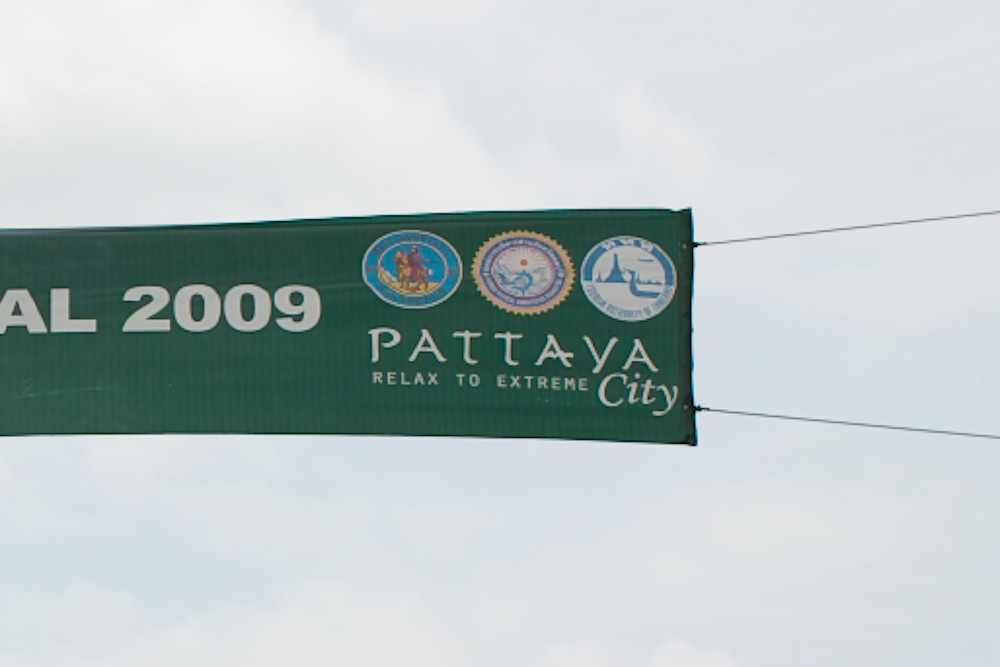 AL 2009
PATTAYA
RELAX TO EXTREME City